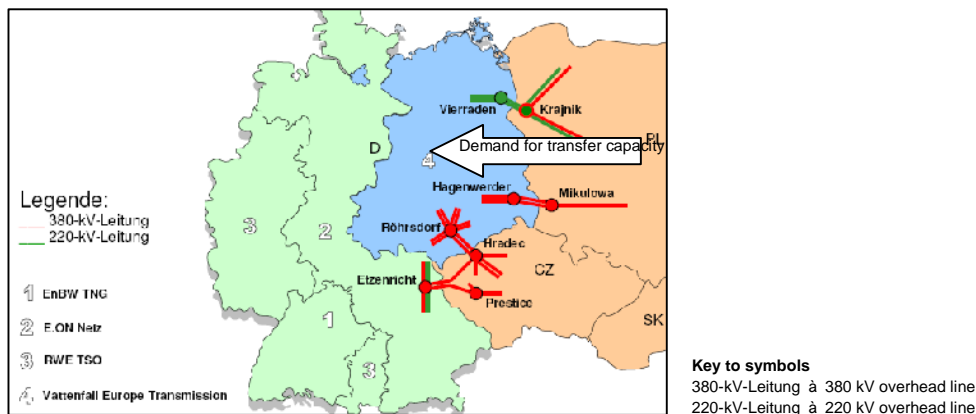 Vierraden
Krajnik
PL
D
Demand for transfer capacity
4
Hagenwerder
Mikulowa
Legende:
380-kV-Leitung
220-kV-Leitung
3
2
Röhrsdorf
Hradec
CZ
Etzenricht
Prestice
1 EnBW TNG
1
SK
2 E.ON Netz
3 RWE TSO
3
4 Vattenfall Europe Transmission
Key to symbols
380-kV-Leitung à 380 kV overhead line
220-kV-Leitung à 220 kV overhead line